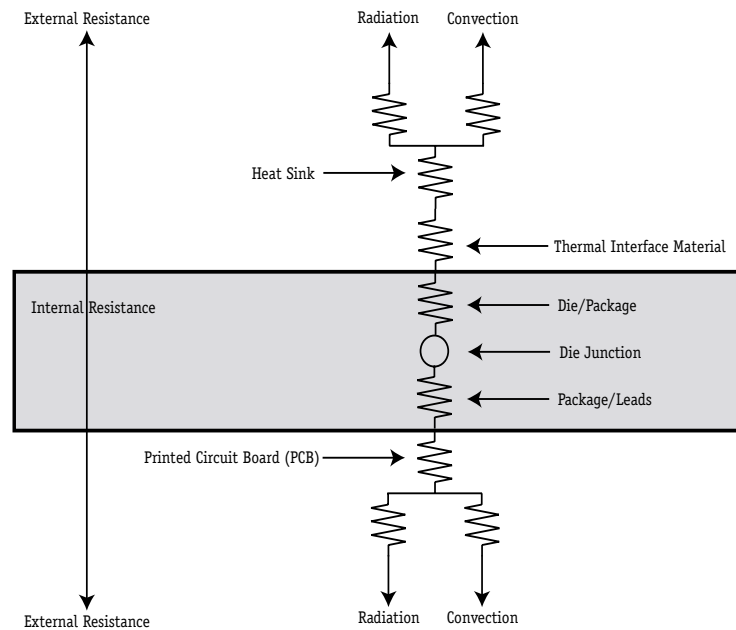 External Resistance
Radiation
Convection
Heat Sink
Thermal Interface Material
Internal Resistance
Die/Package
Die Junction
Package/Leads
Printed Circuit Board (PCB)
External Resistance
Radiation
Convection